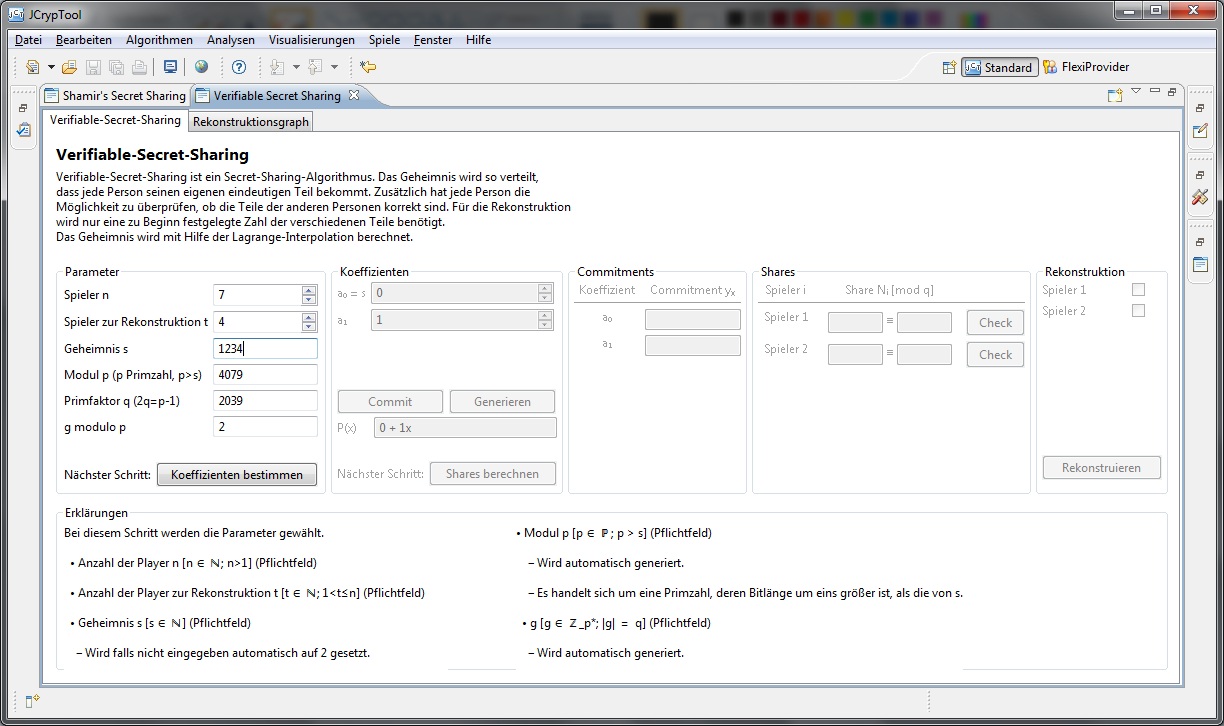 JCrypTool
Datei Bearbeiten Algorithmen Analysen Visualisierungen Spiele Fenster Hilfe
Standard FlexiProvider
Shamir's Secret Sharing Verifiable Secret Sharing
Verifiable-Secret-Sharing Rekonstruktionsgraph
Verifiable-Secret-Sharing
Verifiable-Secret-Sharing ist ein Secret-Sharing-Algorithmus. Das Geheimnis wird so verteilt,
dass jede Person seinen eigenen eindeutigen Teil bekommt. Zusätzlich hat jede Person die
Möglichkeit zu überprüfen, ob die Teile der anderen Personen korrekt sind. Für die Rekonstruktion
wird nur eine zu Beginn festgelegte Zahl der verschiedenen Teile benötigt.
Das Geheimnis wird mit Hilfe der Lagrange-Interpolation berechnet.
Parameter
Spieler n 7
Spieler zur Rekonstruktion t 4
Geheimnis s 1234
Modul p (p Primzahl, p>s) 4079
Primfaktor q (2q=p-1) 2039
g modulo p 2
Nächster Schritt: Koeffizienten bestimmen
Koeffizienten
a₀ = s 0
a₁ 1
Commit Generieren
P(x) 0 + 1x
Nächster Schritt: Shares berechnen
Commitments
Koeffizient Commitment yₓ
a₀
a₁
Shares
Spieler i Share Nᵢ [mod q]
Spieler 1 ≡ Check
Spieler 2 ≡ Check
Rekonstruktion
Spieler 1
Spieler 2
Rekonstruieren
Erklärungen
Bei diesem Schritt werden die Parameter gewählt.
• Anzahl der Player n [n ∈ ℕ; n>1] (Pflichtfeld)
• Anzahl der Player zur Rekonstruktion t [t ∈ ℕ; 1<t≤n] (Pflichtfeld)
• Geheimnis s [s ∈ ℕ] (Pflichtfeld)
– Wird falls nicht eingegeben automatisch auf 2 gesetzt.
• Modul p [p ∈ ℙ; p > s] (Pflichtfeld)
– Wird automatisch generiert.
– Es handelt sich um eine Primzahl, deren Bitlänge um eins größer ist, als die von s.
• g [g ∈ ℤ_p*; |g| = q] (Pflichtfeld)
– Wird automatisch generiert.